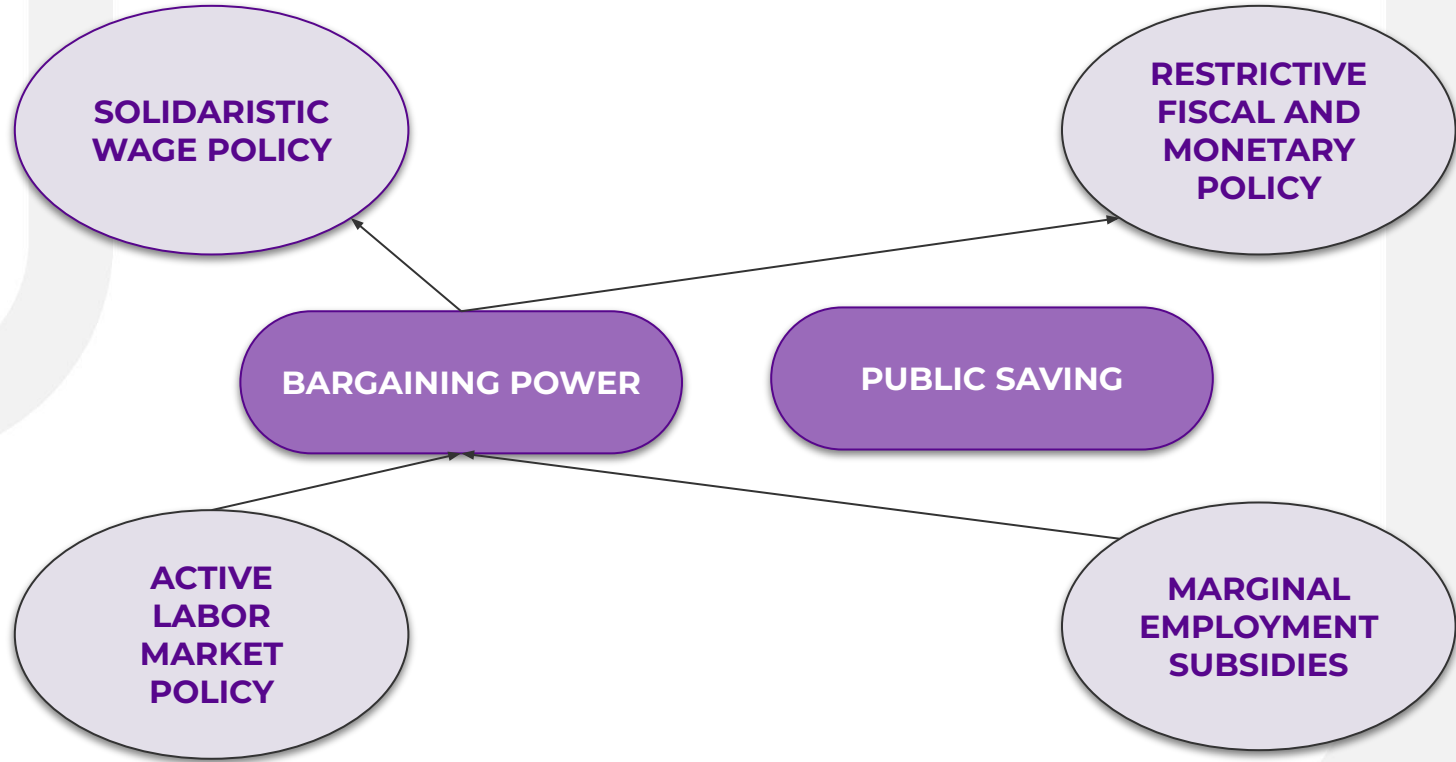 SOLIDARISTIC
WAGE POLICY
RESTRICTIVE
FISCAL AND
MONETARY
POLICY
BARGAINING POWER
PUBLIC SAVING
ACTIVE
LABOR
MARKET
POLICY
MARGINAL
EMPLOYMENT
SUBSIDIES